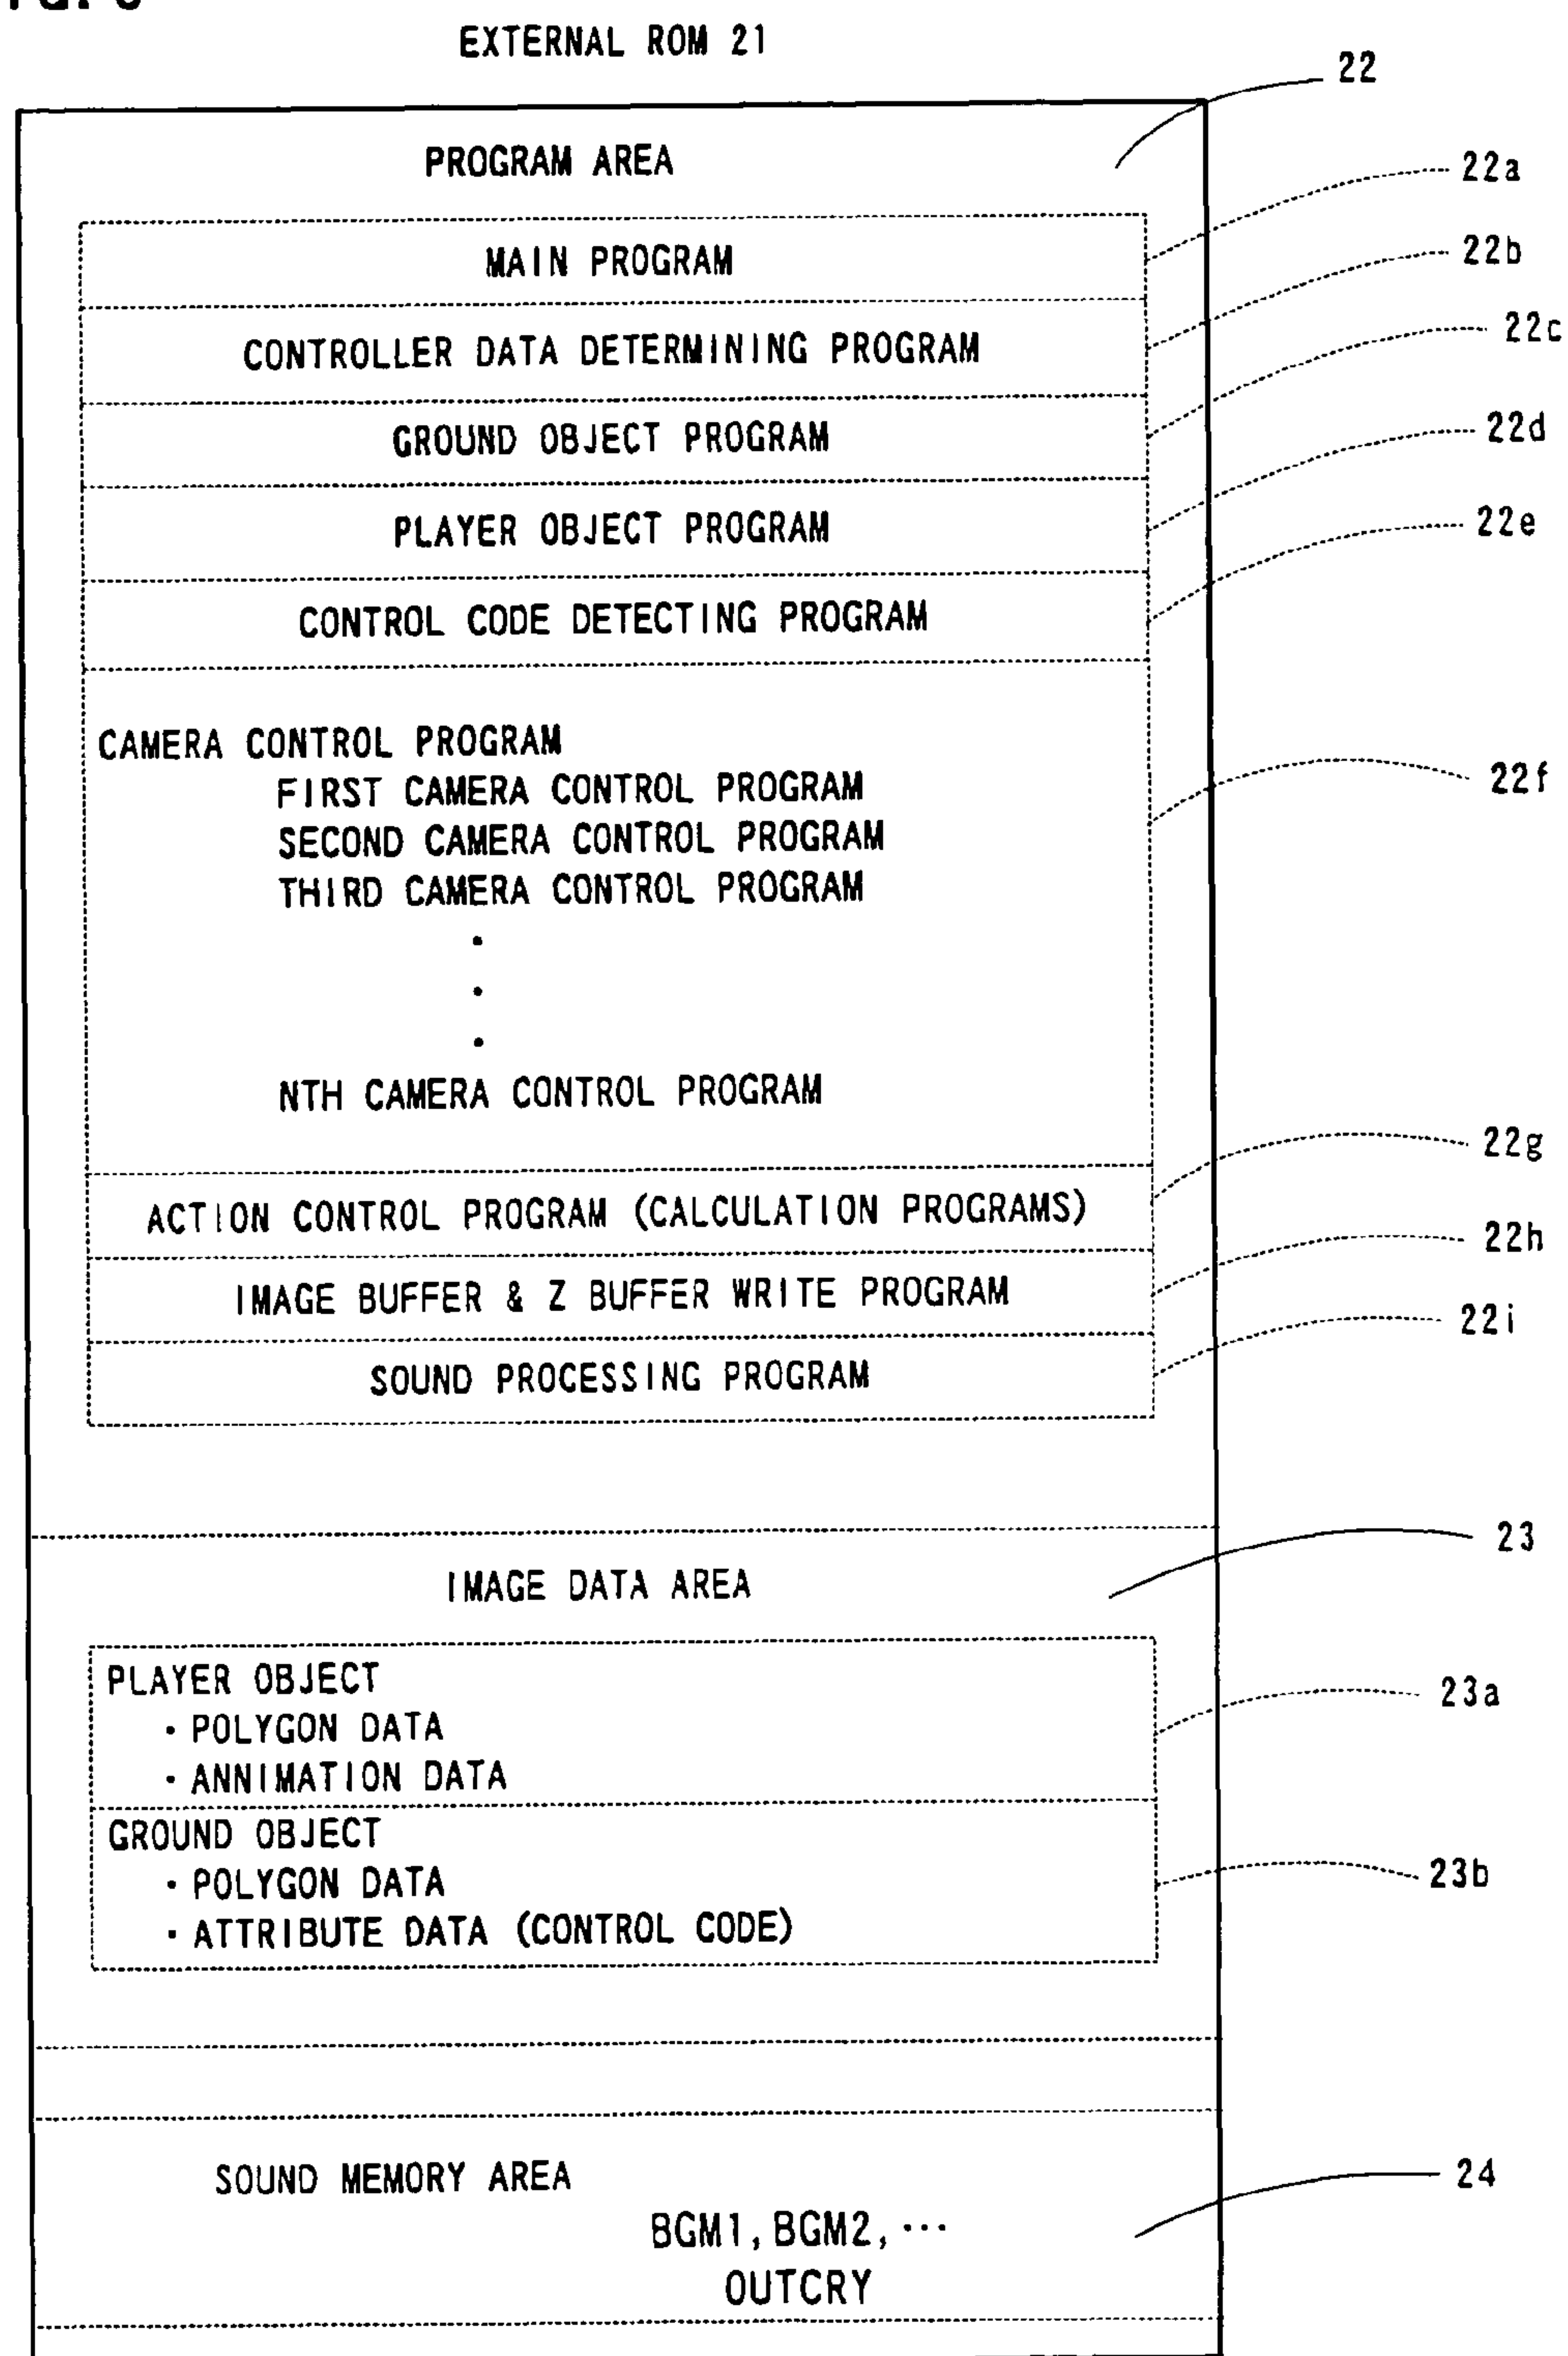 EXTERNAL ROM 21
22
PROGRAM AREA
22a
MAIN PROGRAM
22b
CONTROLLER DATA DETERMINING PROGRAM
22c
GROUND OBJECT PROGRAM
22d
PLAYER OBJECT PROGRAM
22e
CONTROL CODE DETECTING PROGRAM
CAMERA CONTROL PROGRAM
22f
FIRST CAMERA CONTROL PROGRAM
SECOND CAMERA CONTROL PROGRAM
THIRD CAMERA CONTROL PROGRAM
.
.
.
NTH CAMERA CONTROL PROGRAM
22g
ACTION CONTROL PROGRAM (CALCULATION PROGRAMS)
22h
IMAGE BUFFER & Z BUFFER WRITE PROGRAM
22i
SOUND PROCESSING PROGRAM
23
IMAGE DATA AREA
PLAYER OBJECT
23a
・POLYGON DATA
・ANNIMATION DATA
GROUND OBJECT
23b
・POLYGON DATA
・ATTRIBUTE DATA (CONTROL CODE)
SOUND MEMORY AREA
24
BGM1, BGM2, ···
OUTCRY